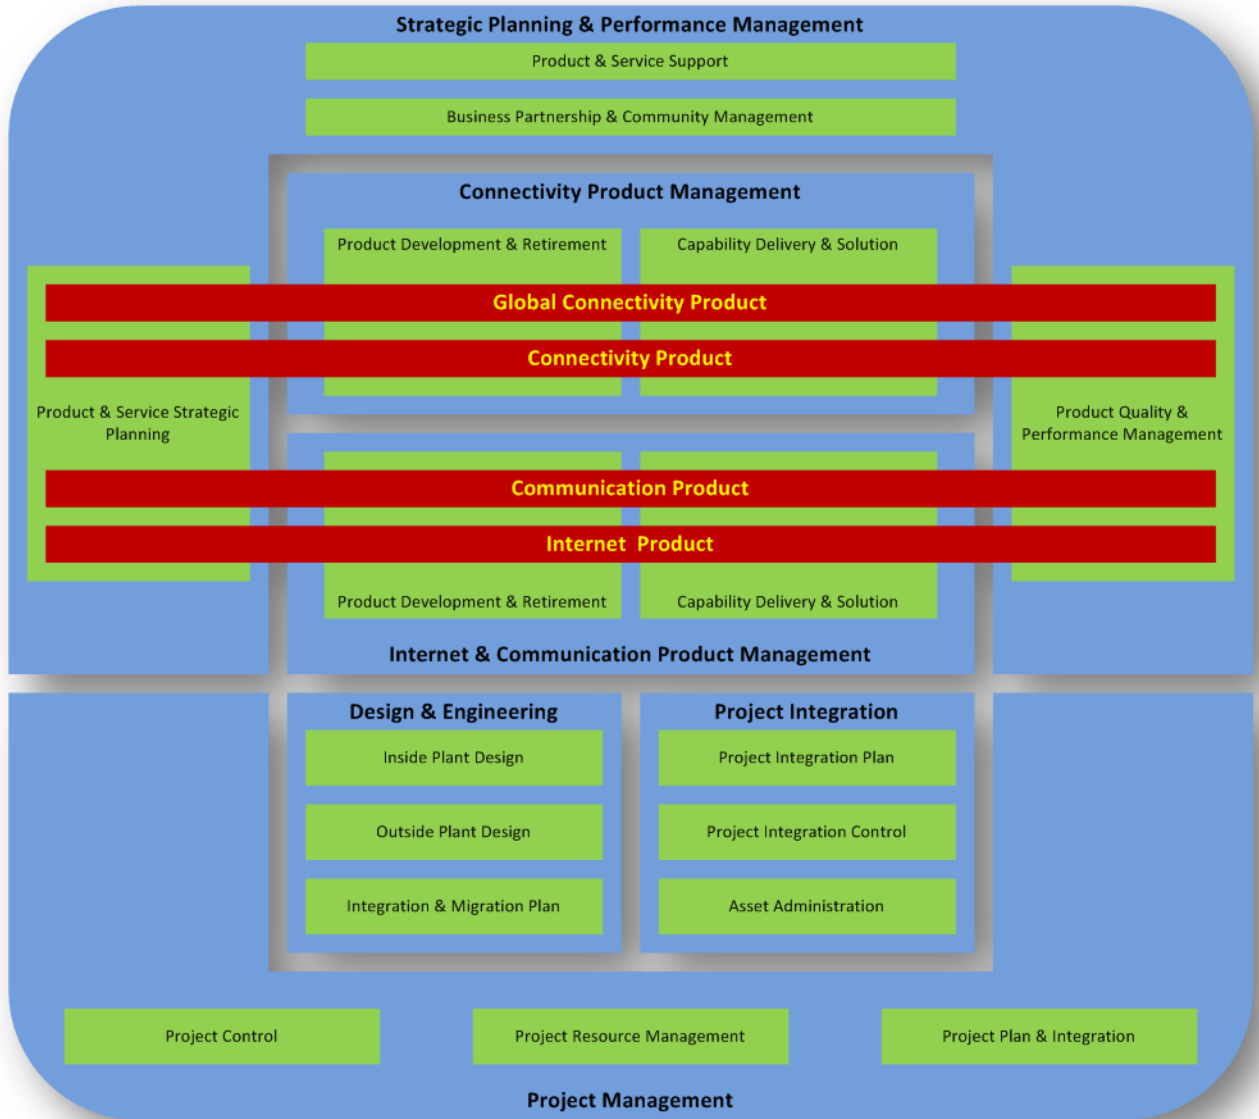 Strategic Planning & Performance Management
Product & Service Support
Business Partnership & Community Management
Connectivity Product Management
Product Development & Retirement
Capability Delivery & Solution
Global Connectivity Product
Connectivity Product
Product & Service Strategic
Planning
Product Quality &
Performance Management
Communication Product
Internet Product
Product Development & Retirement
Capability Delivery & Solution
Internet & Communication Product Management
Design & Engineering
Inside Plant Design
Outside Plant Design
Integration & Migration Plan
Project Integration
Project Integration Plan
Project Integration Control
Asset Administration
Project Control
Project Resource Management
Project Plan & Integration
Project Management